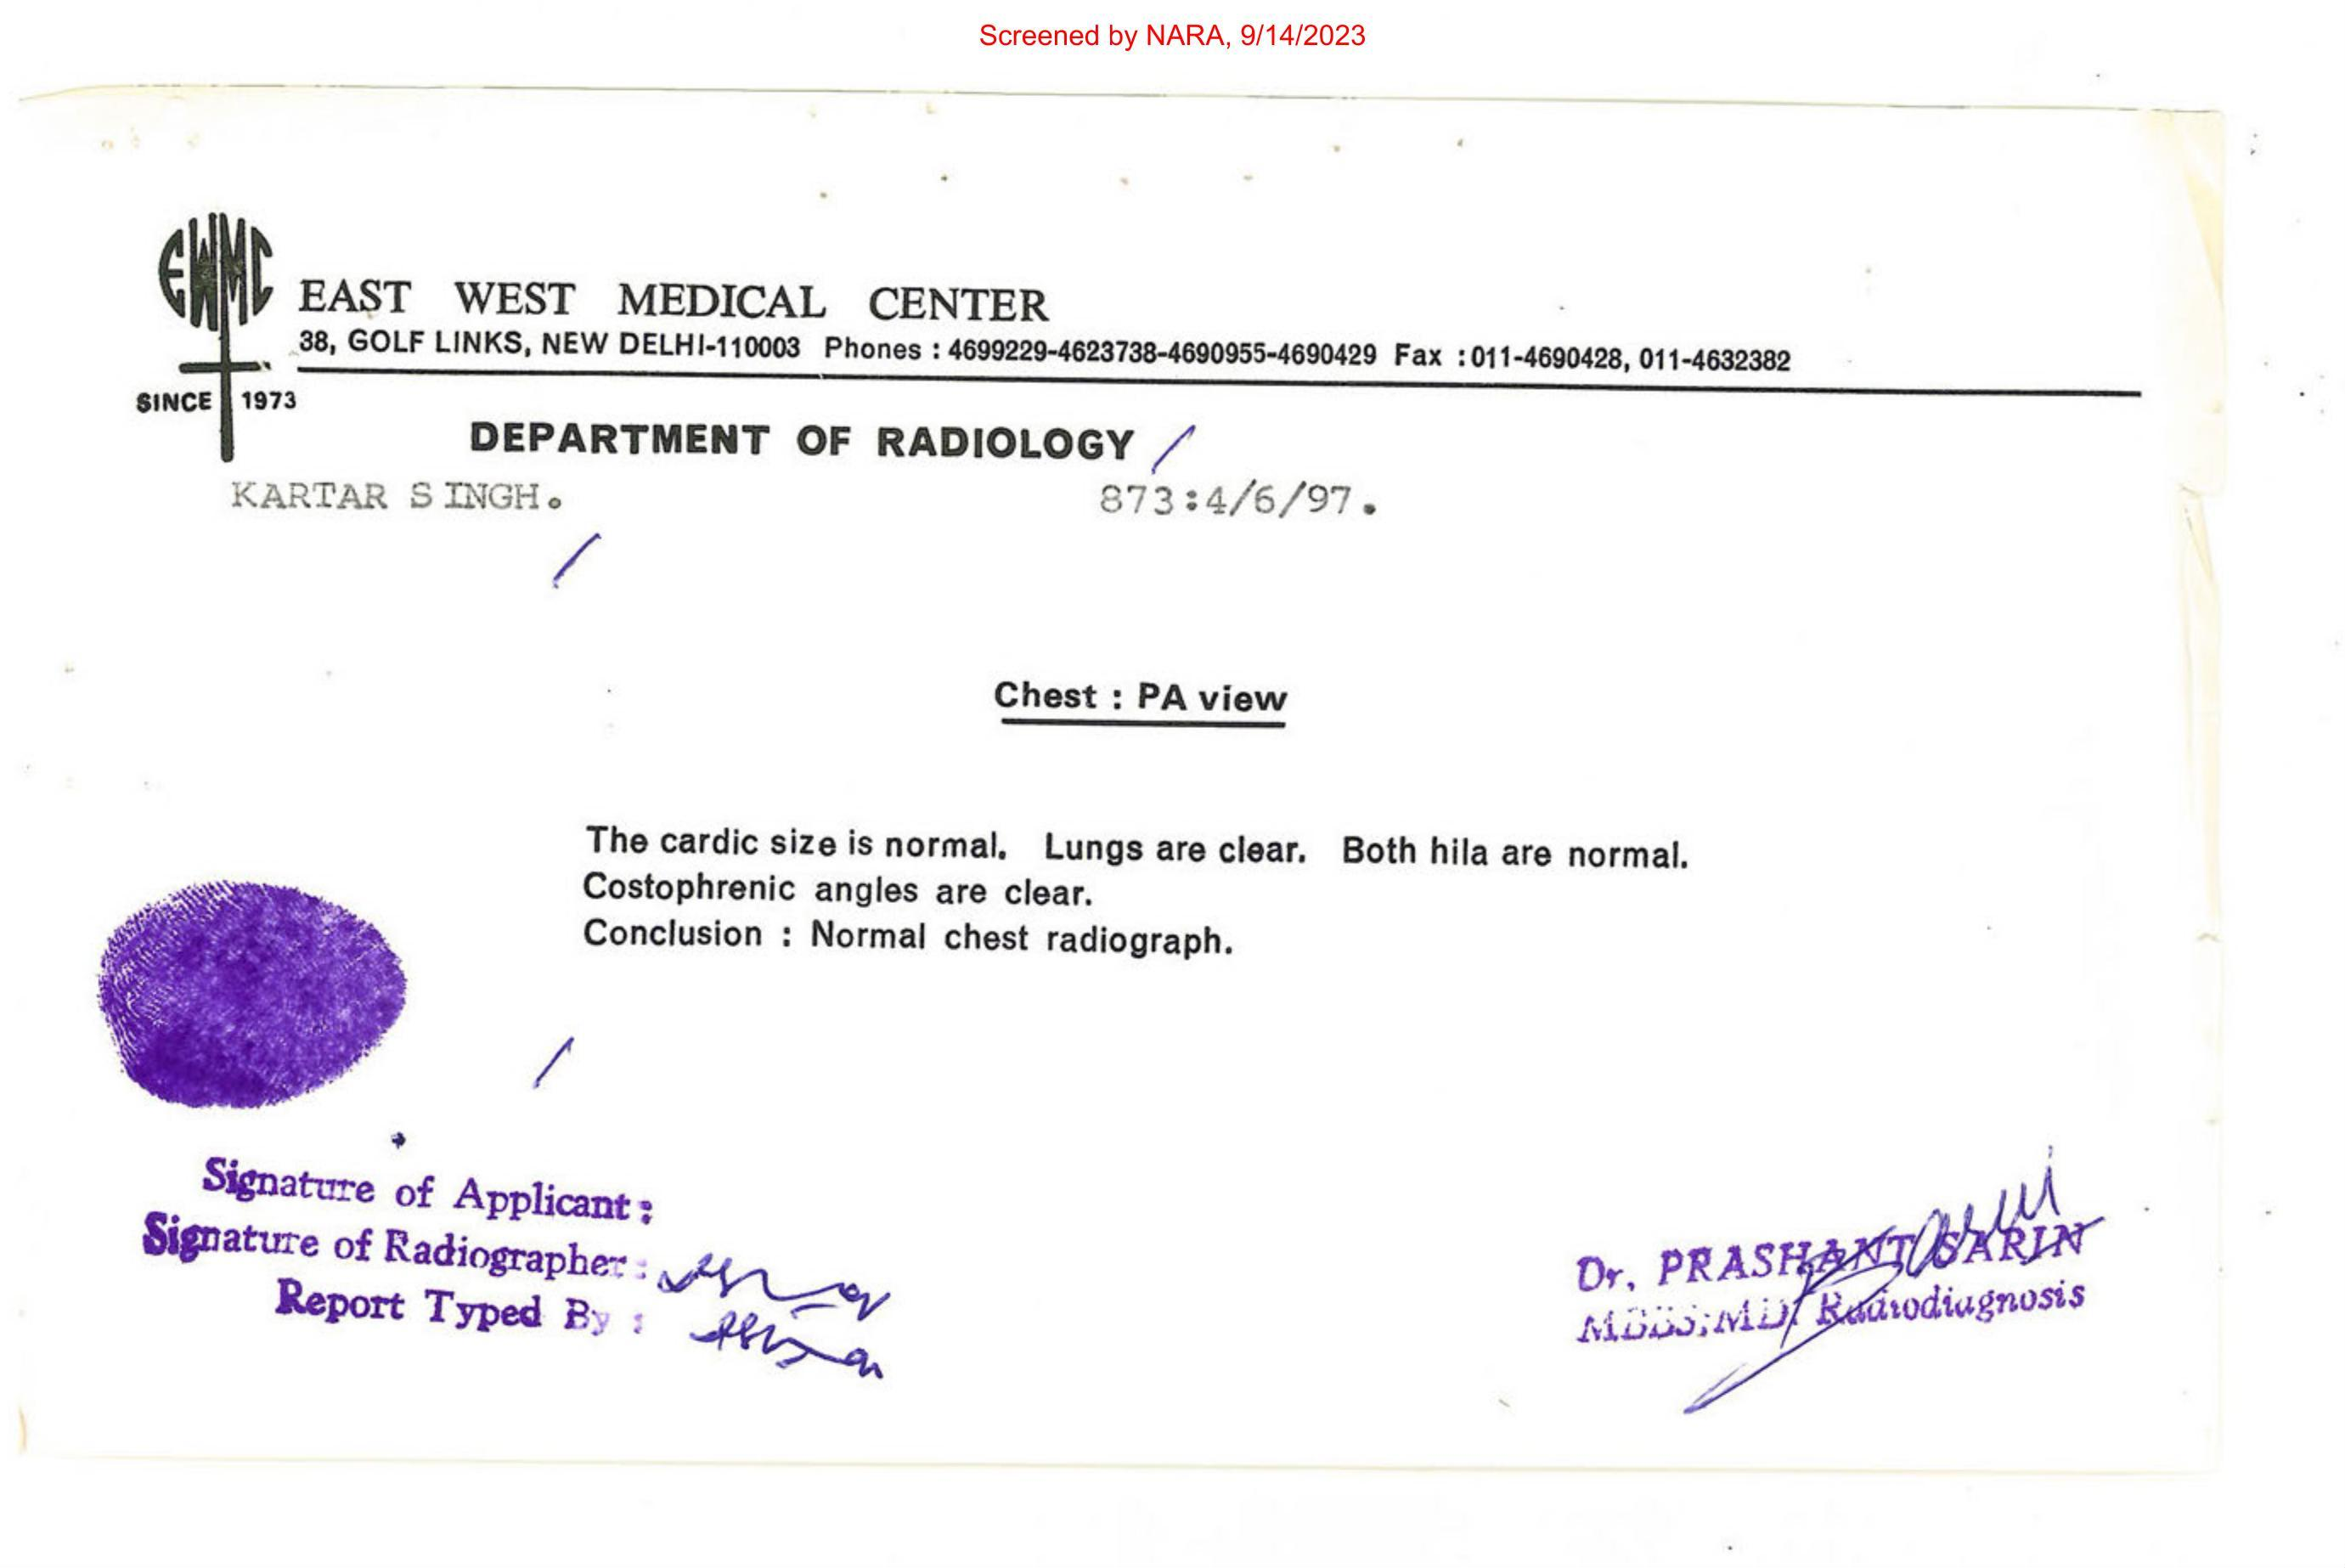 Screened by NARA, 9/14/2023
EWMC
EAST WEST MEDICAL CENTER
38, GOLF LINKS, NEW DELHI-110003 Phones : 4699229-4623738-4690955-4690429 Fax : 011-4690428, 011-4632382
SINCE 1973
DEPARTMENT OF RADIOLOGY
KARTAR SINGH. 873:4/6/97.
Chest : PA view
The cardic size is normal. Lungs are clear. Both hila are normal.
Costophrenic angles are clear.
Conclusion : Normal chest radiograph.
Signature of Applicant :
Signature of Radiographer :
Report Typed By :
Dr. PRASHANT SARIN
MBBS; MD. Radiodiagnosis